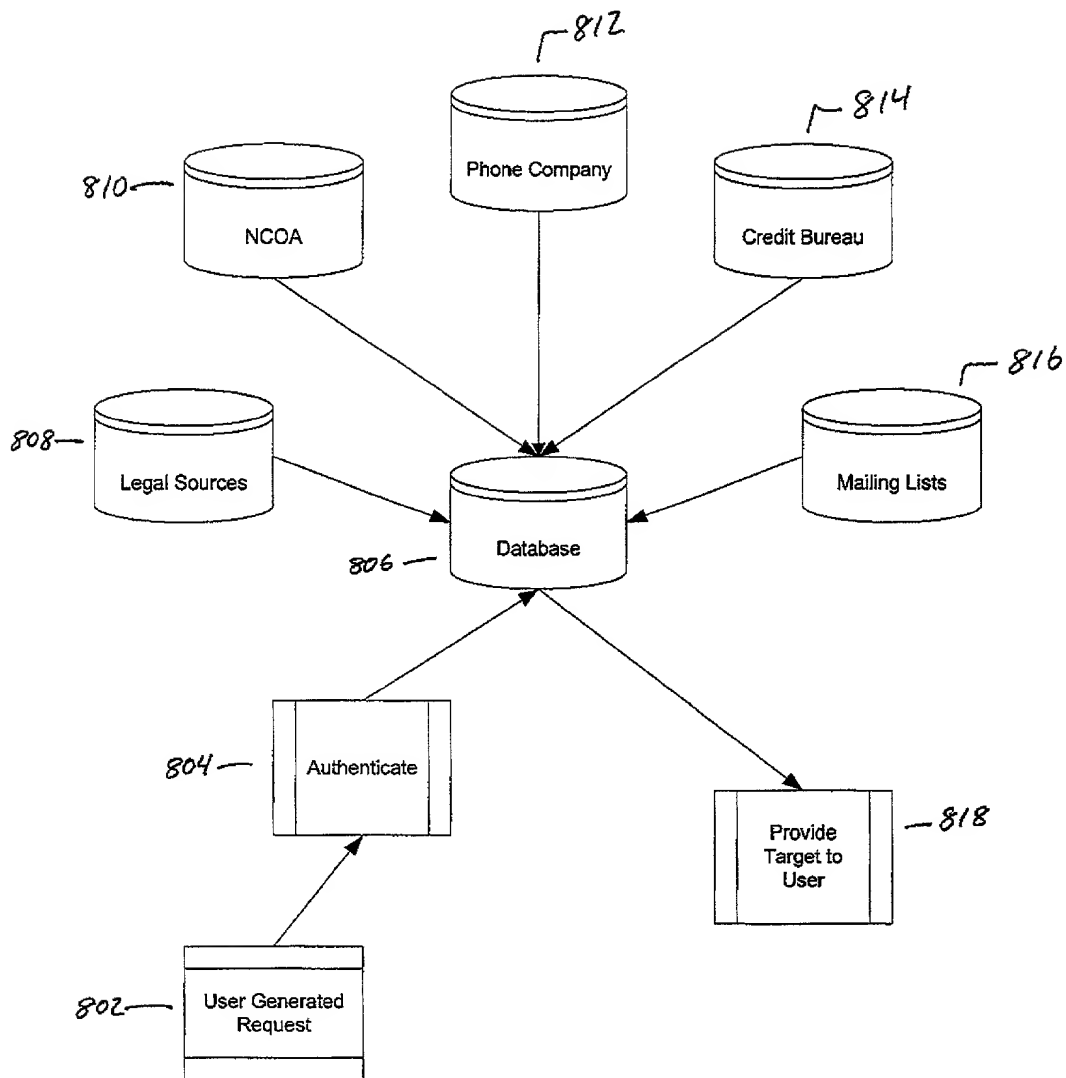 812
Phone Company
814
Credit Bureau
810
NCOA
816
Mailing Lists
808
Legal Sources
Database
806
804
Authenticate
Provide
Target to
User
818
802
User Generated
Request